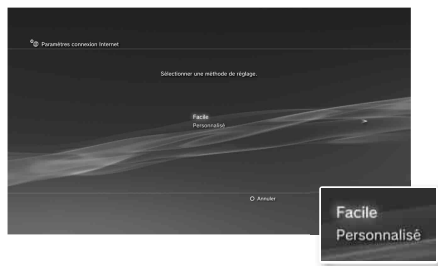 Paramètres connexion Internet
Sélectionner une méthode de réglage.
Facile
Personnalisé
Annuler
Facile
Personnalisé